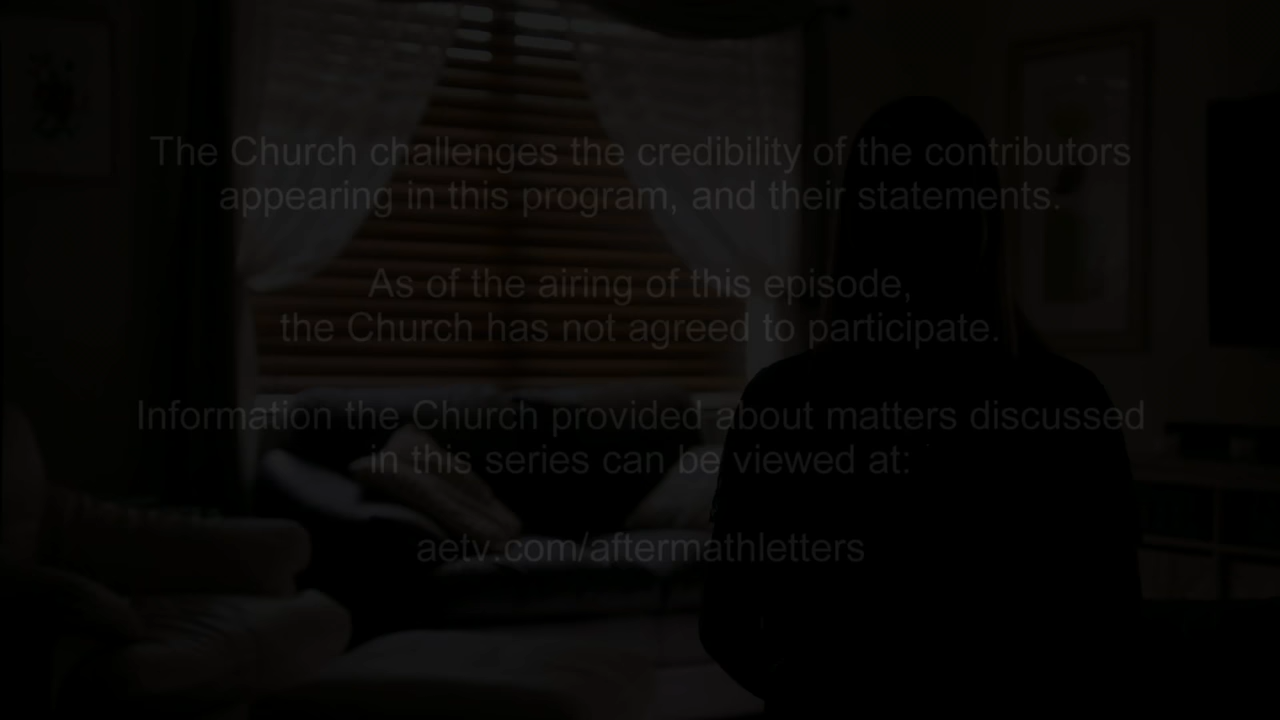 The Church challenges the credibility of the contributors
appearing in this program, and their statements.
As of the airing of this episode,
the Church has not agreed to participate.
Information the Church provided about matters discussed
in this series can be viewed at:
aetv.com/aftermathletters